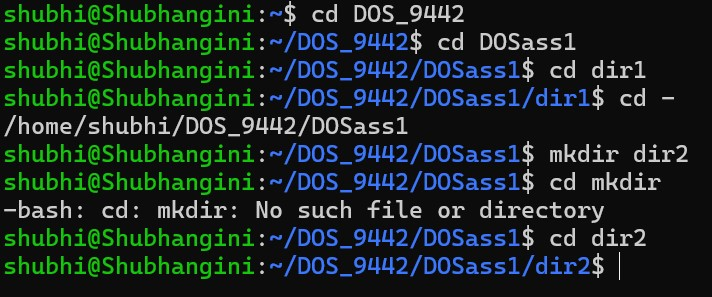 shubhi@Shubhangini:~$ cd DOS_9442
shubhi@Shubhangini:~/DOS_9442$ cd DOSass1
shubhi@Shubhangini:~/DOS_9442/DOSass1$ cd dir1
shubhi@Shubhangini:~/DOS_9442/DOSass1/dir1$ cd -
/home/shubhi/DOS_9442/DOSass1
shubhi@Shubhangini:~/DOS_9442/DOSass1$ mkdir dir2
shubhi@Shubhangini:~/DOS_9442/DOSass1$ cd mkdir
-bash: cd: mkdir: No such file or directory
shubhi@Shubhangini:~/DOS_9442/DOSass1$ cd dir2
shubhi@Shubhangini:~/DOS_9442/DOSass1/dir2$